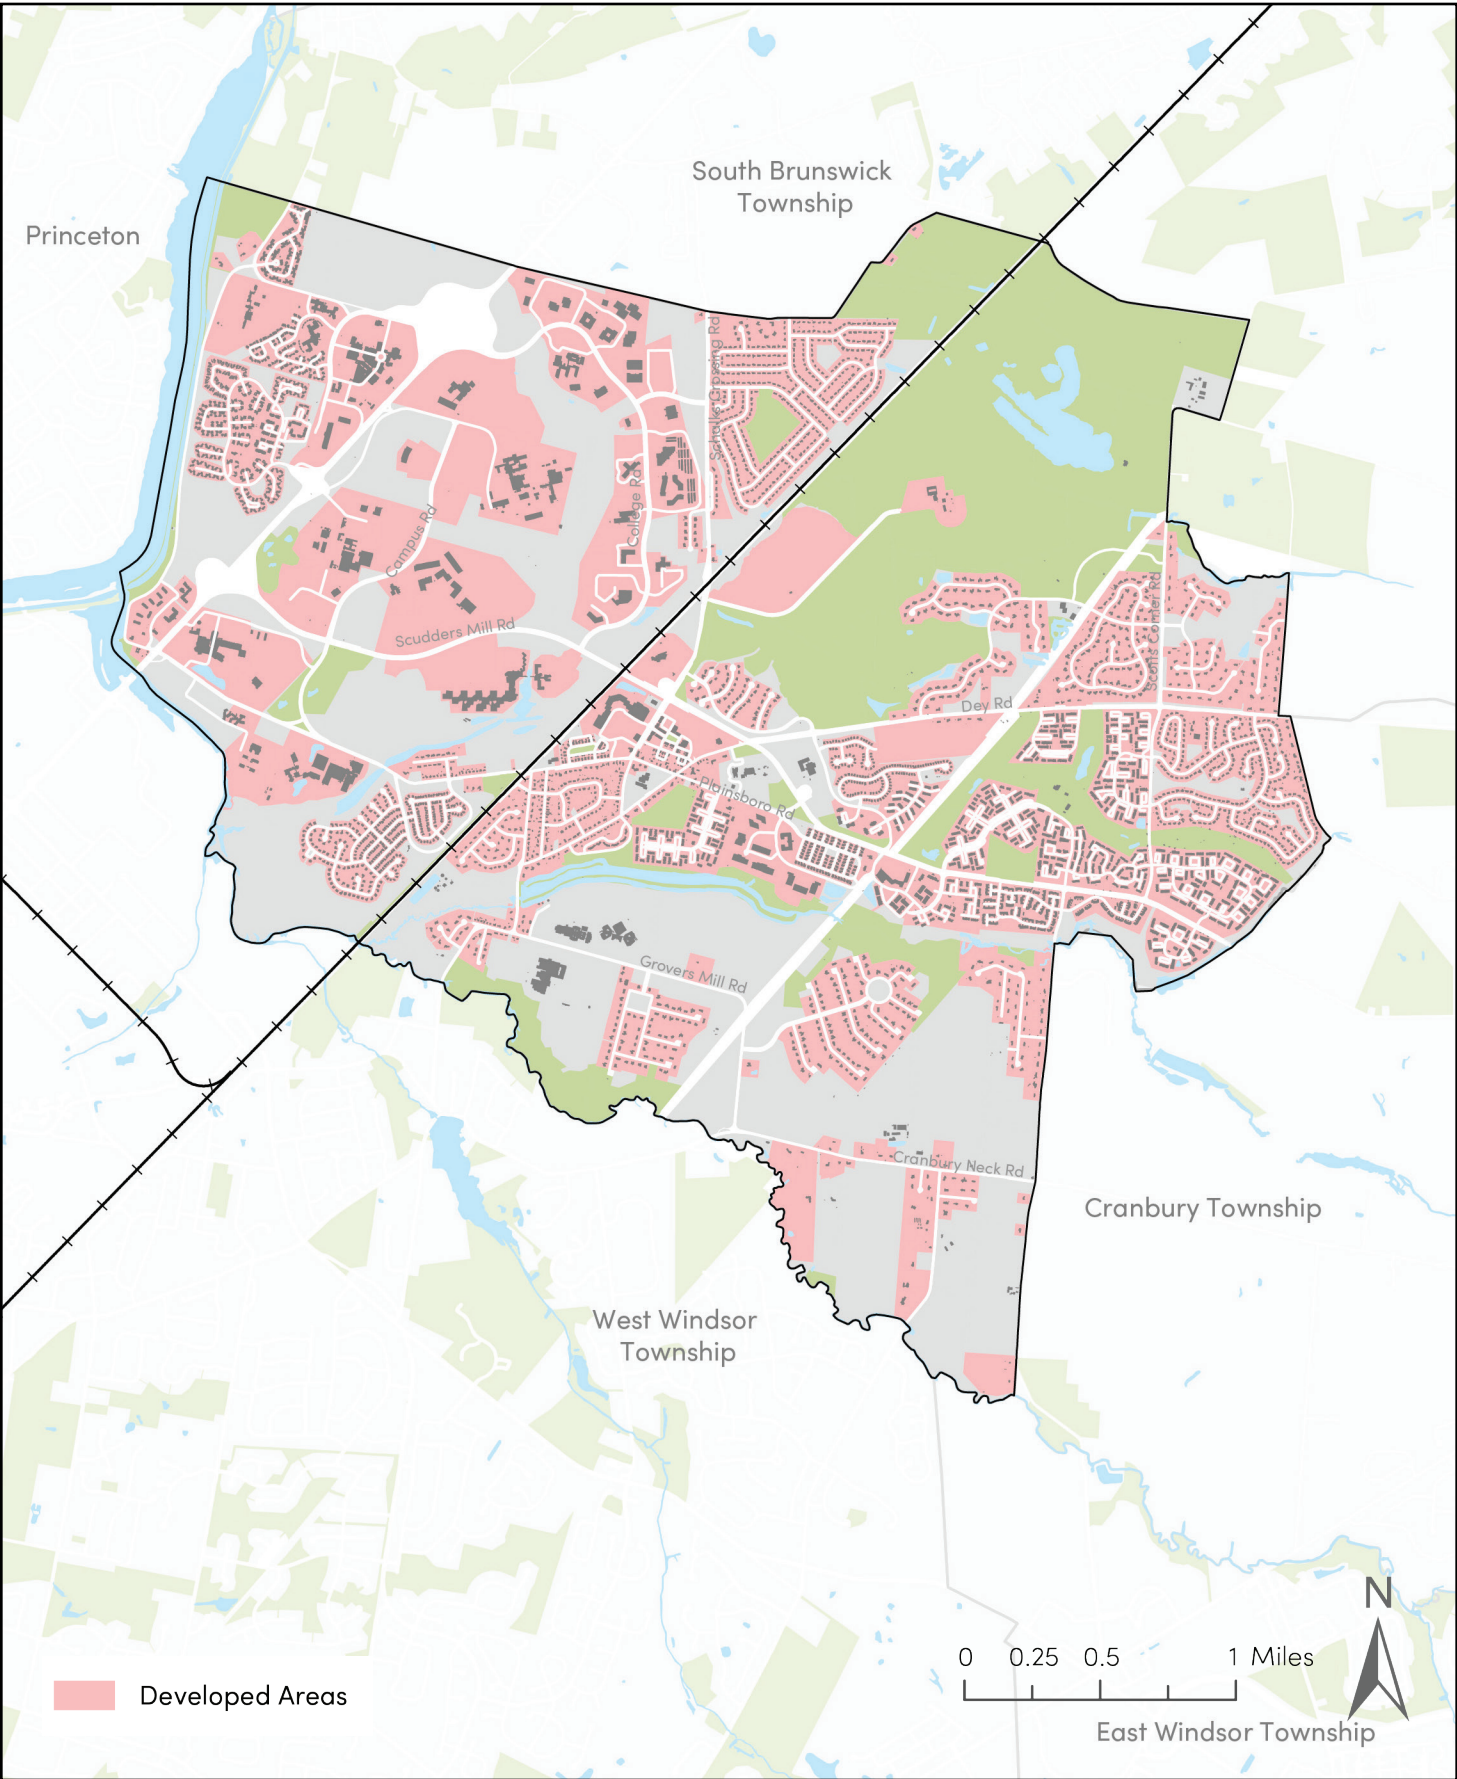 South Brunswick
Township
Princeton
Schalks Crossing Rd
College Rd
Campus Rd
Scudders Mill Rd
Scotts Corner Rd
Dey Rd
Plainsboro Rd
Grovers Mill Rd
Cranbury Neck Rd
Cranbury Township
West Windsor
Township
N
0 0.25 0.5 1 Miles
Developed Areas
East Windsor Township